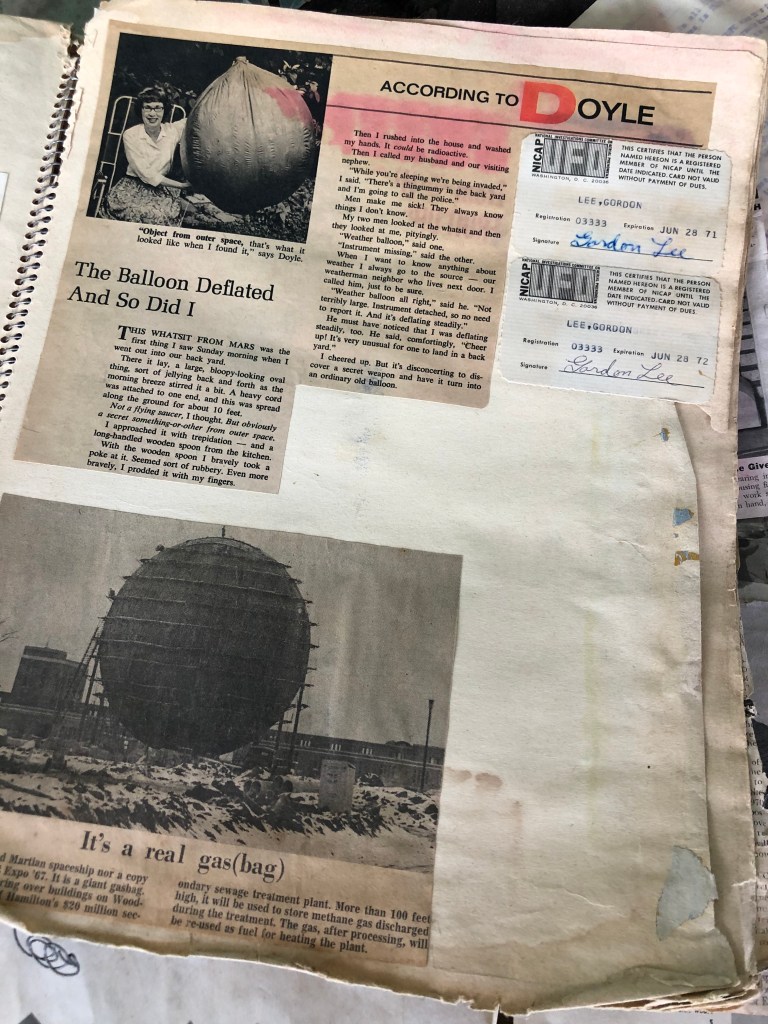 "Object from outer space, that's what it
looked like when I found it," says Doyle.
The Balloon Deflated
And So Did I
THIS WHATSIT FROM MARS was the
first thing I saw Sunday morning when I
went out into our back yard.
There it lay, a large, bloopy-looking oval
thing, sort of jellying back and forth as the
morning breeze stirred it a bit. A heavy cord
was attached to one end, and this was spread
along the ground for about 10 feet.
Not a flying saucer, I thought. But obviously
a secret something-or-other from outer space.
I approached it with trepidation — and a
long-handled wooden spoon from the kitchen.
With the wooden spoon I bravely took a
poke at it. Seemed sort of rubbery. Even more
bravely, I prodded it with my fingers.
ACCORDING TO DOYLE
Then I rushed into the house and washed
my hands. It could be radioactive.
Then I called my husband and our visiting
nephew.
"While you're sleeping we're being invaded,"
I said. "There's a thingummy in the back yard
and I'm going to call the police."
Men make me sick! They always know
things I don't know.
My two men looked at the whatsit and then
they looked at me, pityingly.
"Weather balloon," said one.
"Instrument missing," said the other.
When I want to know anything about
weather I always go to the source — our
weatherman neighbor who lives next door. I
called him, just to be sure.
"Weather balloon all right," said he. "Not
terribly large. Instrument detached, so no need
to report it. And it's deflating steadily."
He must have noticed that I was deflating
steadily, too. He said, comfortingly, "Cheer
up! It's very unusual for one to land in a back
yard."
I cheered up. But it's disconcerting to dis-
cover a secret weapon and have it turn into
an ordinary old balloon.
NATIONAL INVESTIGATIONS COMMITTEE ON
NICAP
UFO
WASHINGTON, D. C. 20036
THIS CERTIFIES THAT THE PERSON
NAMED HEREON IS A REGISTERED
MEMBER OF NICAP UNTIL THE
DATE INDICATED. CARD NOT VALID
WITHOUT PAYMENT OF DUES.
LEE,GORDON
Registration 03333 Expiration JUN 28 71
Signature Gordon Lee
NICAP
UFO
WASHINGTON, D. C. 20036
THIS CERTIFIES THAT THE PERSON
NAMED HEREON IS A REGISTERED
MEMBER OF NICAP UNTIL THE
DATE INDICATED. CARD NOT VALID
WITHOUT PAYMENT OF DUES.
LEE,GORDON
Registration 03333 Expiration JUN 28 72
Signature Gordon Lee
It's a real gas(bag)
d Martian spaceship nor a copy
Expo '67. It is a giant gasbag.
ring over buildings on Wood-
f Hamilton's $20 million sec-
ondary sewage treatment plant. More than 100 feet
high, it will be used to store methane gas discharged
during the treatment. The gas, after processing, will
be re-used as fuel for heating the plant.